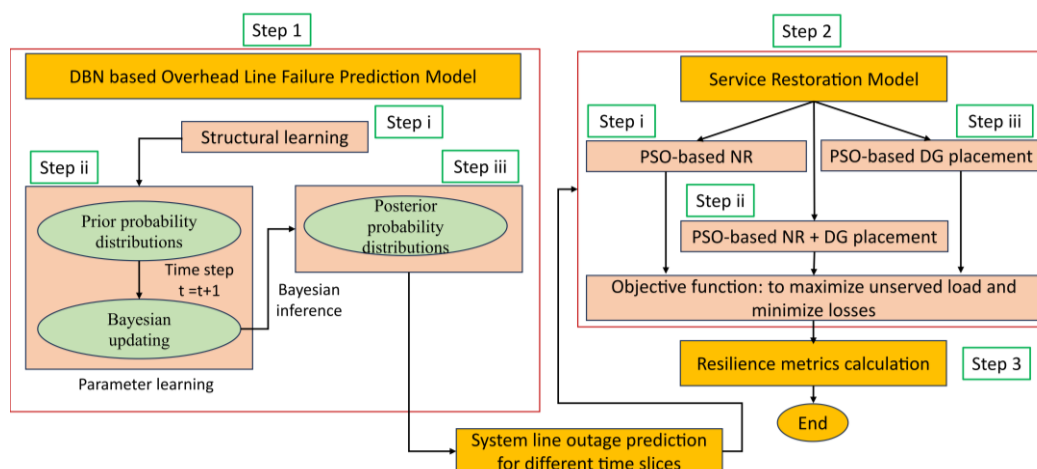 Step 1
DBN based Overhead Line Failure Prediction Model
Structural learning
Step i
Step ii
Prior probability
distributions
Time step
t =t+1
Bayesian
updating
Parameter learning
Bayesian
inference
Step iii
Posterior
probability
distributions
System line outage prediction
for different time slices
Step 2
Service Restoration Model
Step i
PSO-based NR
Step ii
PSO-based NR + DG placement
Step iii
PSO-based DG placement
Objective function: to maximize unserved load and
minimize losses
Resilience metrics calculation
Step 3
End